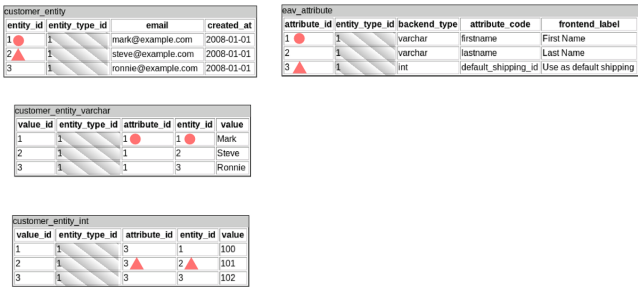 customer_entity
entity_id entity_type_id email created_at
1 1 mark@example.com 2008-01-01
2 1 steve@example.com 2008-01-01
3 1 ronnie@example.com 2008-01-01
eav_attribute
attribute_id entity_type_id backend_type attribute_code frontend_label
1 1 varchar firstname First Name
2 1 varchar lastname Last Name
3 1 int default_shipping_id Use as default shipping
customer_entity_varchar
value_id entity_type_id attribute_id entity_id value
1 1 1 1 Mark
2 1 1 2 Steve
3 1 1 3 Ronnie
customer_entity_int
value_id entity_type_id attribute_id entity_id value
1 1 3 1 100
2 1 3 2 101
3 1 3 3 102